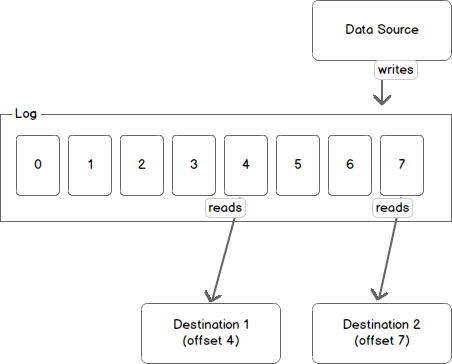 Data Source
writes
Log
0 1 2 3 4 5 6 7
reads reads
Destination 1
(offset 4)
Destination 2
(offset 7)